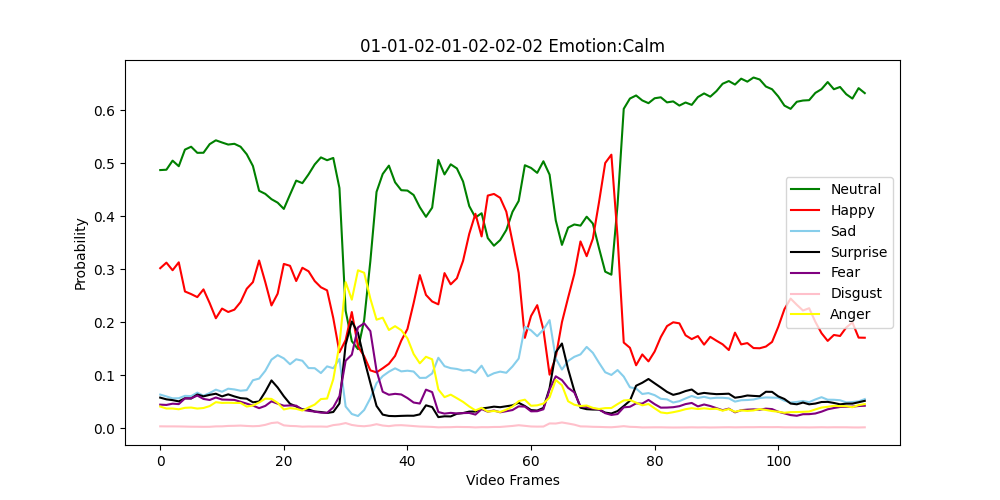 01-01-02-01-02-02-02 Emotion:Calm
Probability
0.6
0.5
0.4
0.3
0.2
0.1
0.0
Neutral
Happy
Sad
Surprise
Fear
Disgust
Anger
0 20 40 60 80 100
Video Frames